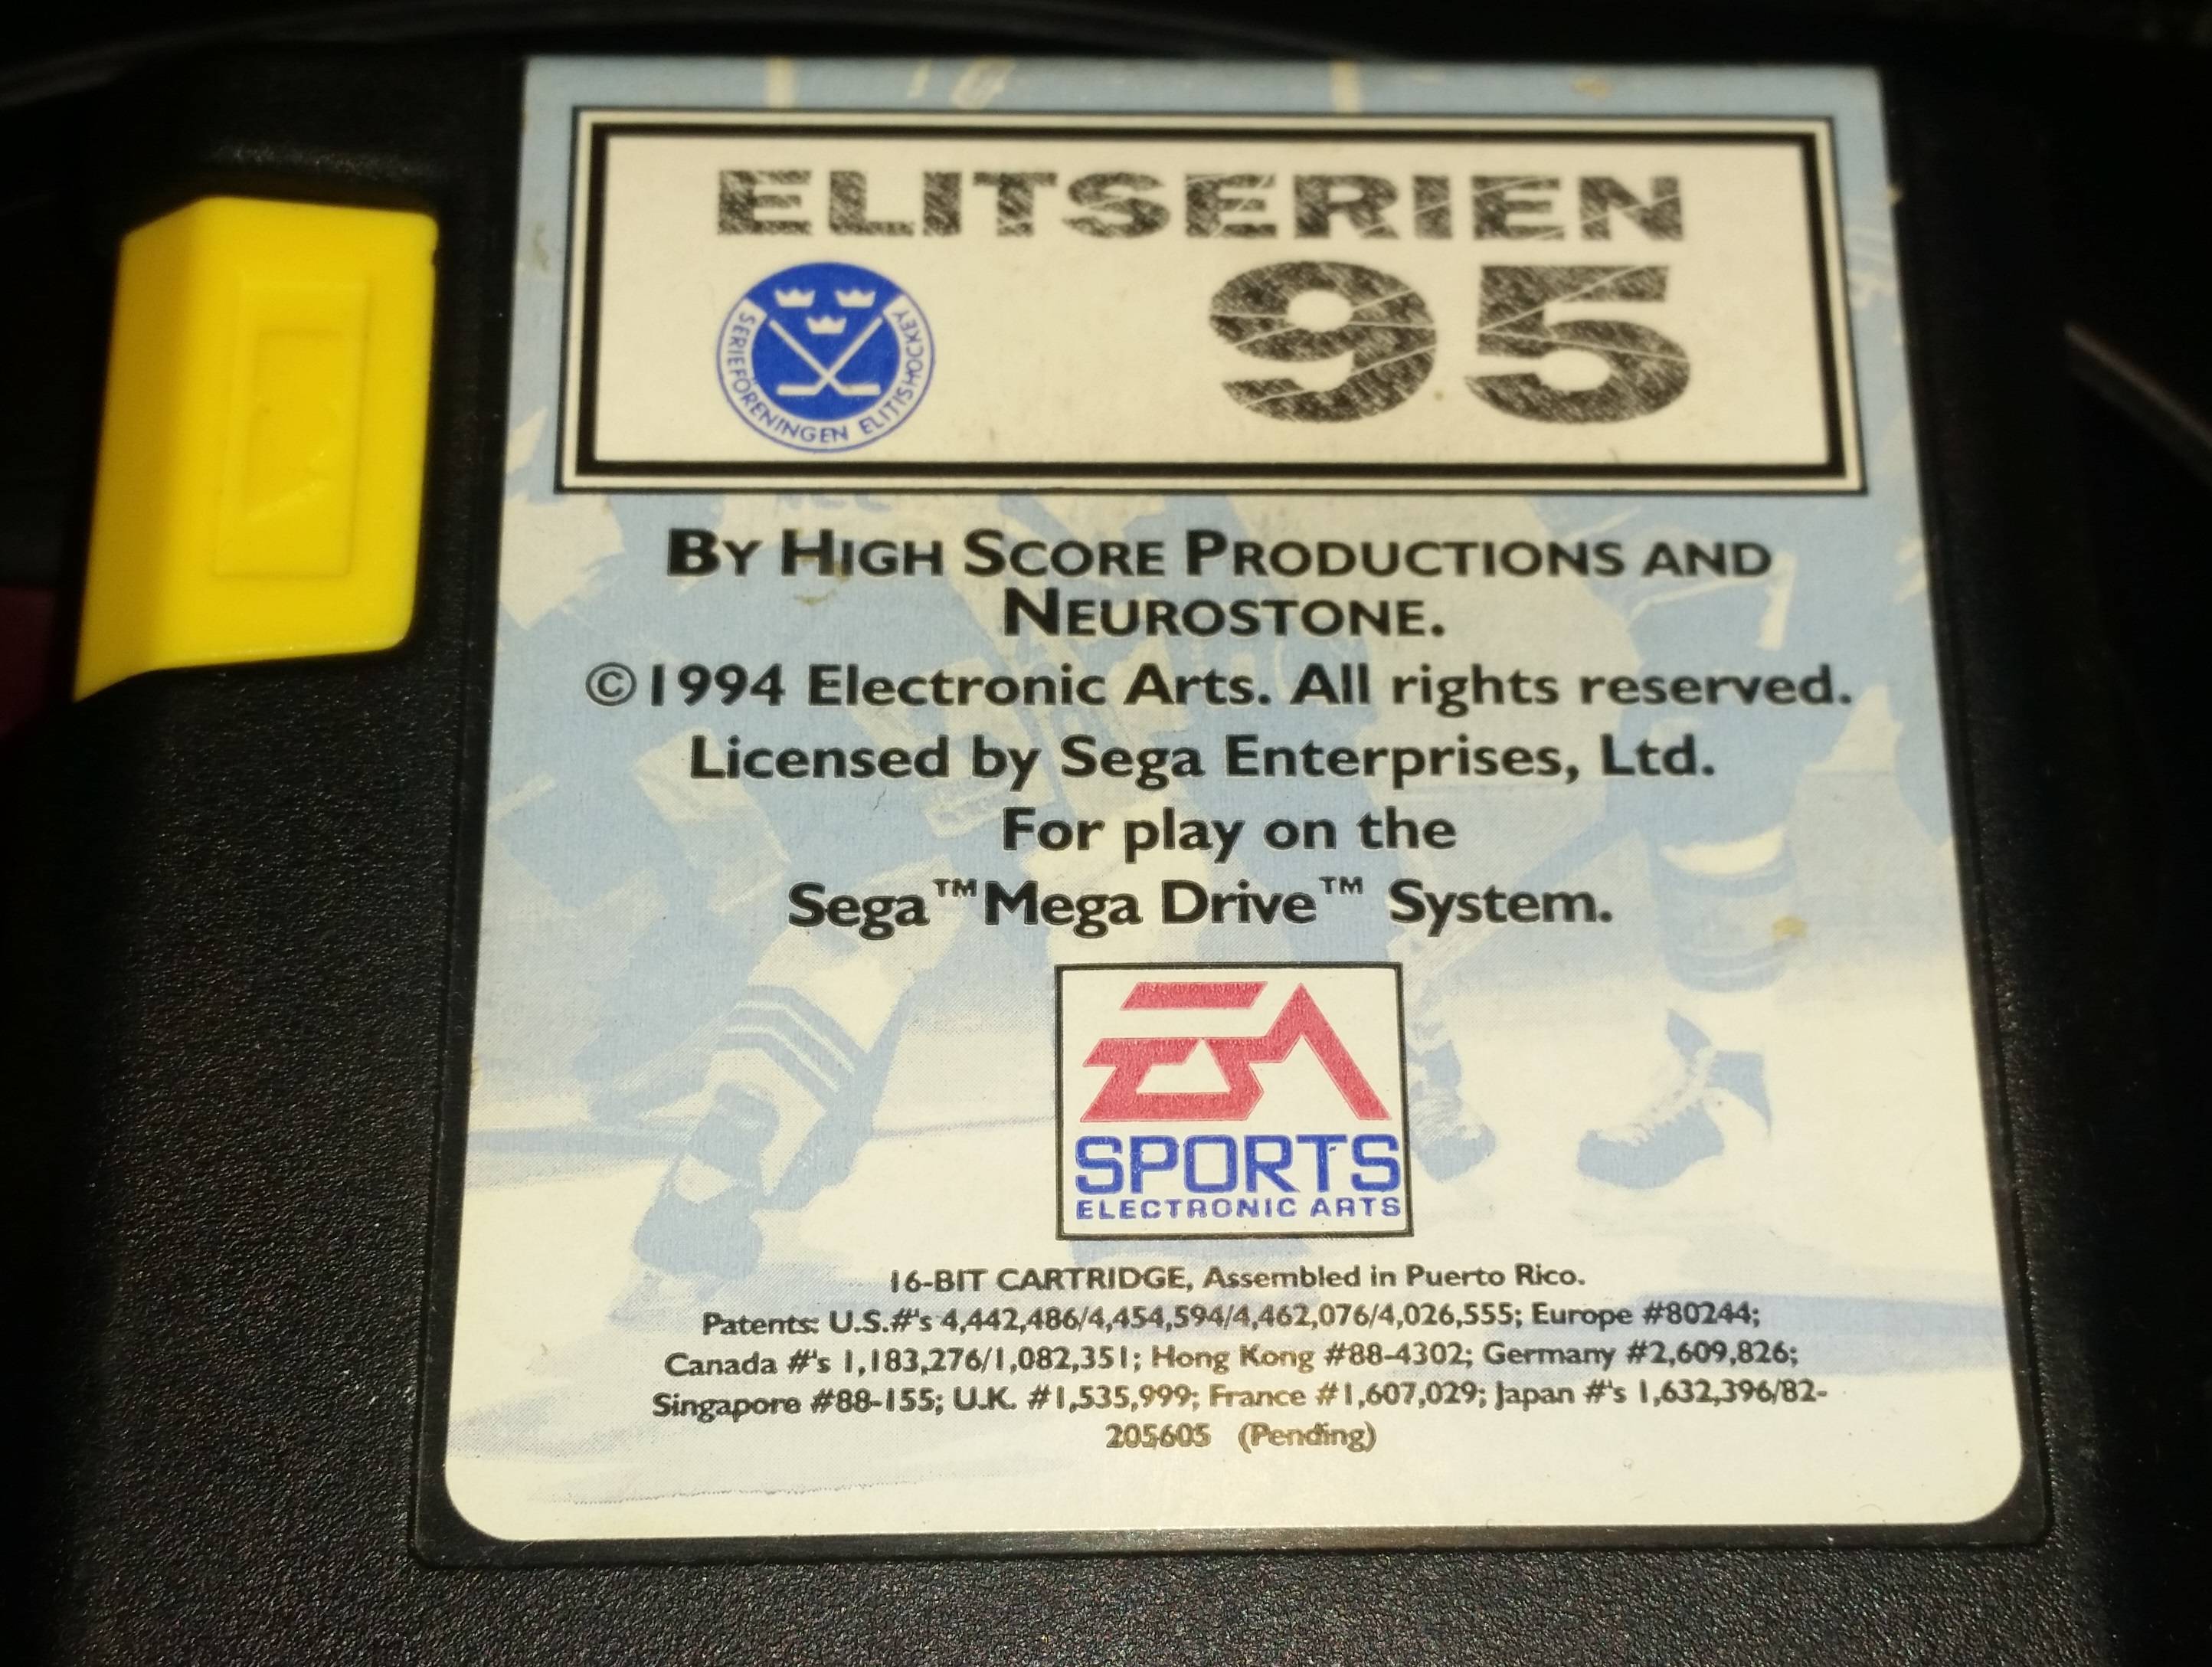 ELITSERIEN
95
SERIEFÖRENINGEN ELITISHOCKEY
BY HIGH SCORE PRODUCTIONS AND
NEUROSTONE.
©1994 Electronic Arts. All rights reserved.
Licensed by Sega Enterprises, Ltd.
For play on the
Sega™Mega Drive™ System.
EA
SPORTS
ELECTRONIC ARTS
16-BIT CARTRIDGE, Assembled in Puerto Rico.
Patents: U.S.#'s 4,442,486/4,454,594/4,462,076/4,026,555; Europe #80244;
Canada #'s 1,183,276/1,082,351; Hong Kong #88-4302; Germany #2,609,826;
Singapore #88-155; U.K. #1,535,999; France #1,607,029; Japan #'s 1,632,396/82-
205605 (Pending)